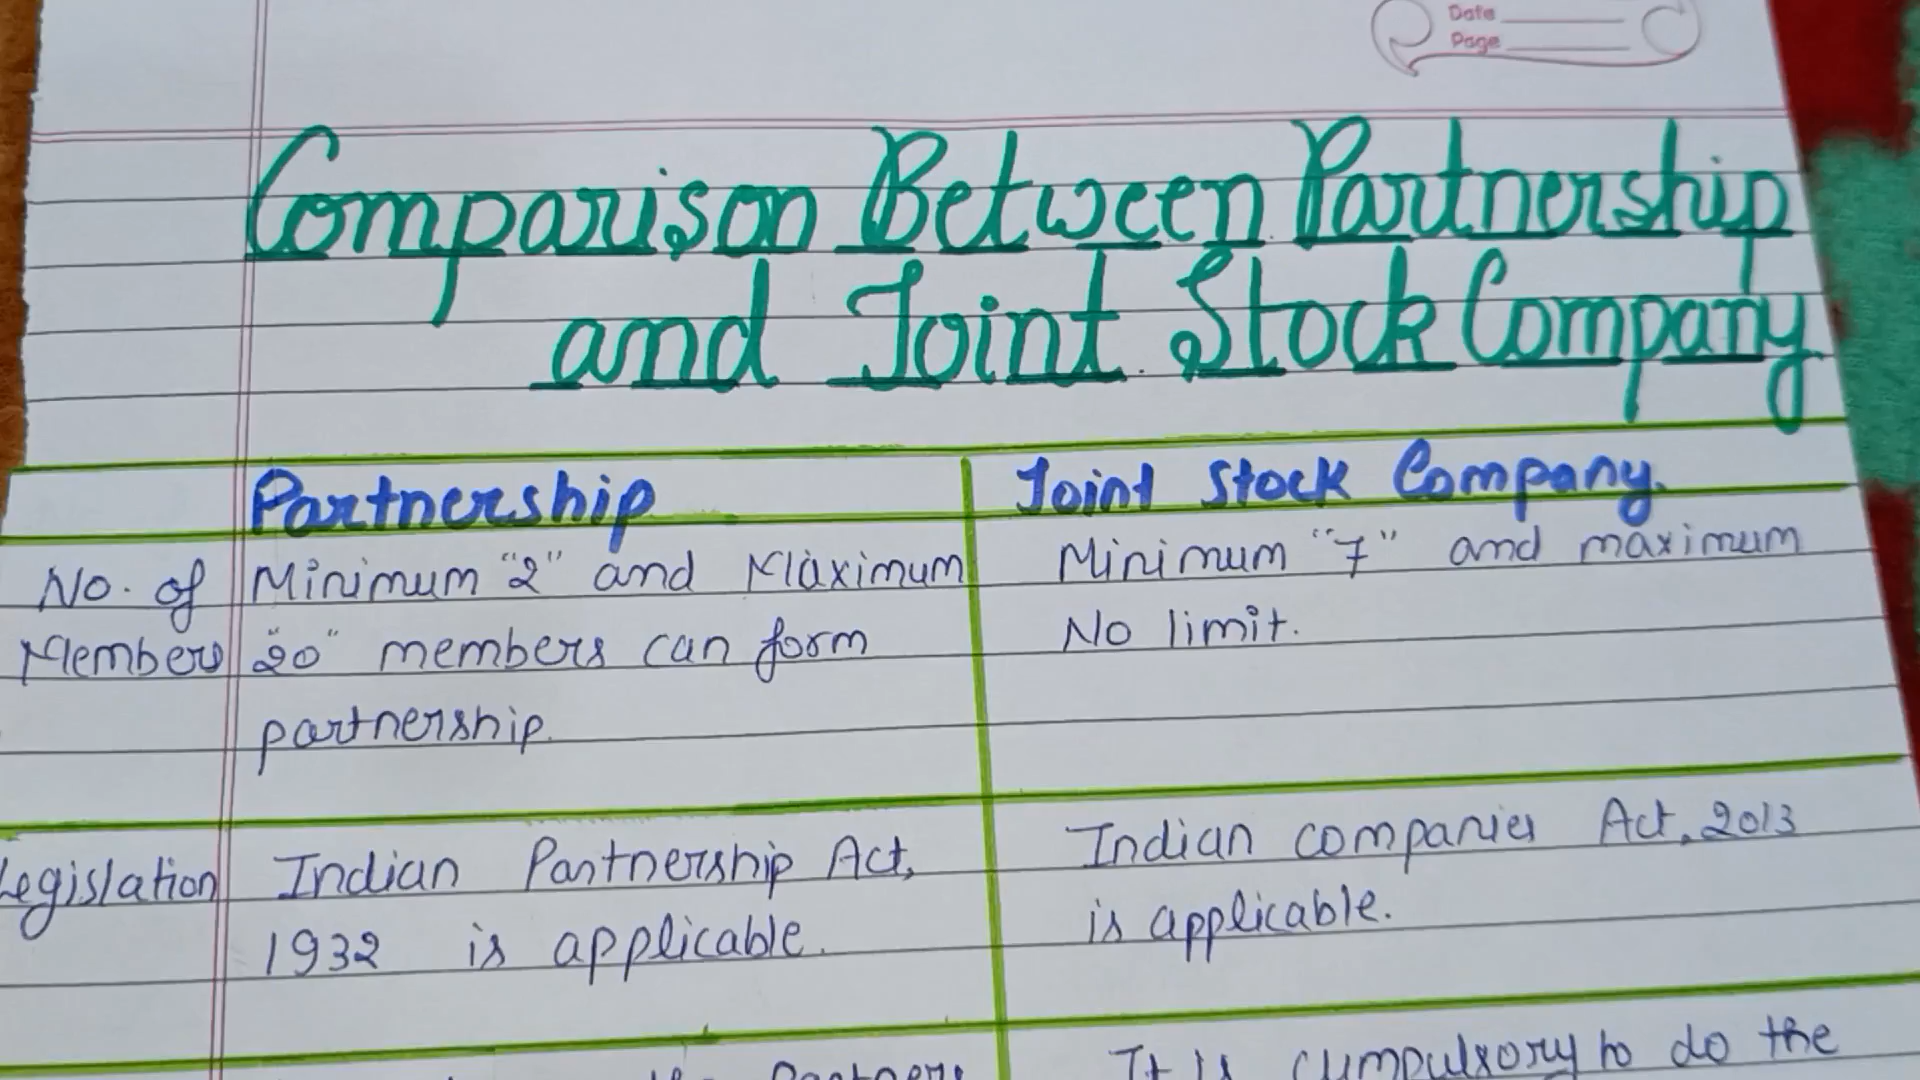 Date
Page
Comparison Between Partnership
and Joint Stock Company
Partnership
Joint Stock Company.
No. of
Members
Minimum "2" and Maximum
"20" members can form
partnership.
Minimum "7" and maximum
No limit.
Legislation
Indian Partnership Act,
1932 is applicable.
Indian companies Act, 2013
is applicable.
Partners
It is cumpulsory to do the